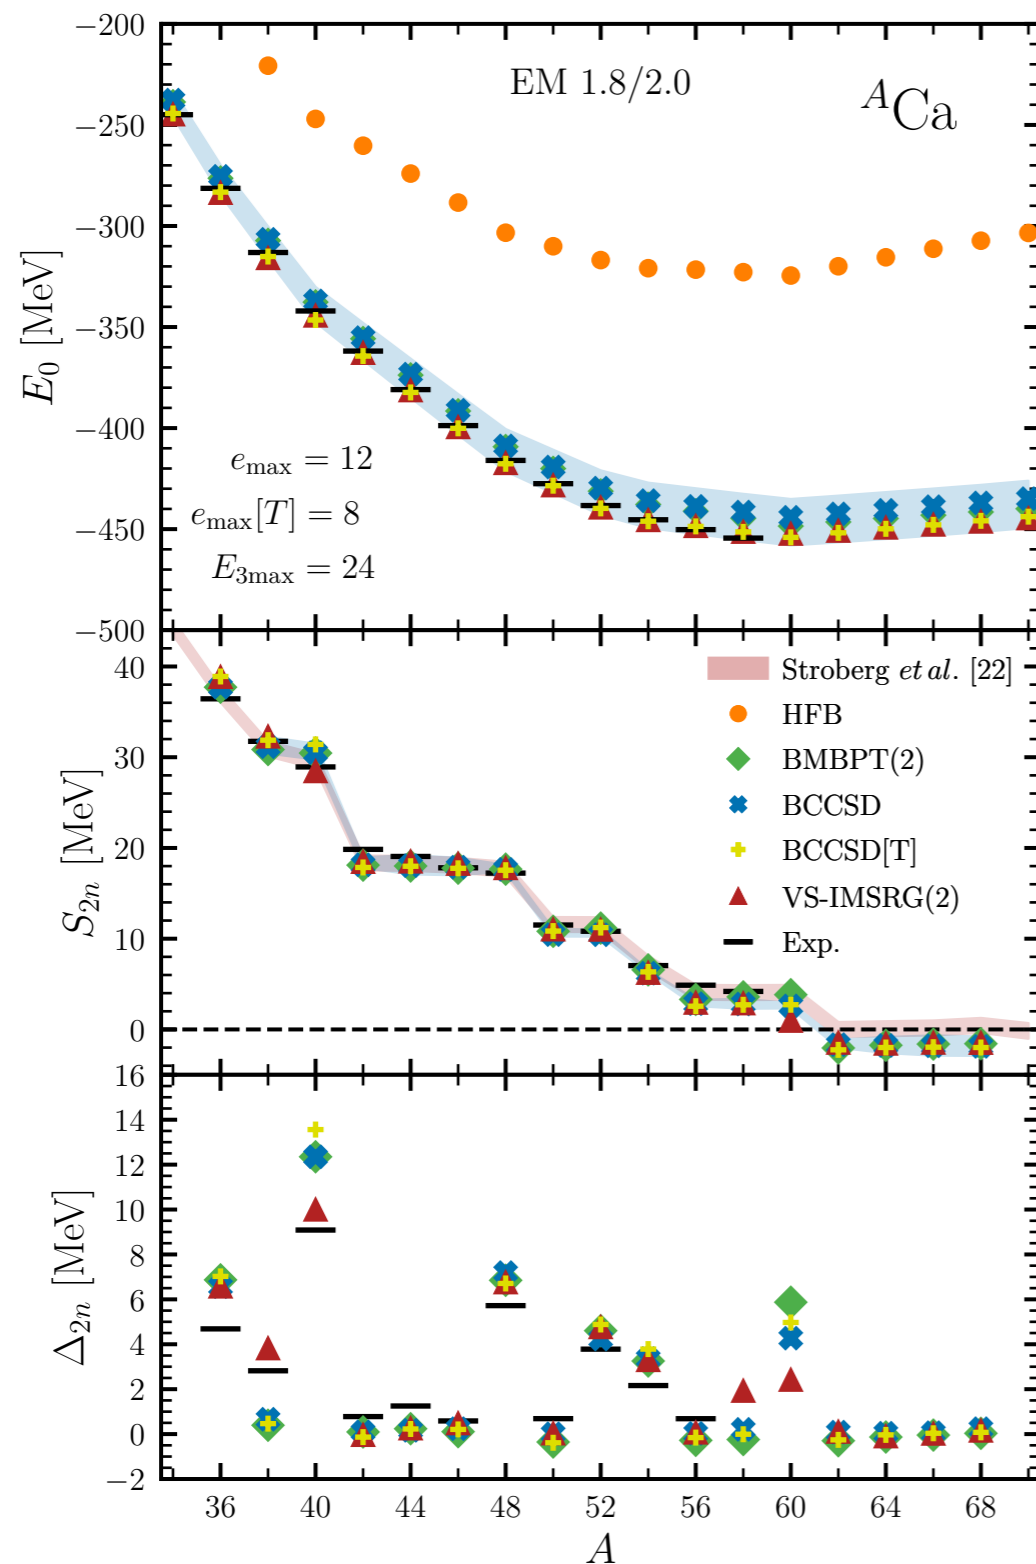 EM 1.8/2.0
ᴬCa
−200
−250
−300
−350
−400
−450
−500
E₀ [MeV]
eₘₐₓ = 12
eₘₐₓ[T] = 8
E₃ₘₐₓ = 24
40
30
20
10
0
S₂ₙ [MeV]
Stroberg et al. [22]
HFB
BMBPT(2)
BCCSD
BCCSD[T]
VS-IMSRG(2)
Exp.
16
14
12
10
8
6
4
2
0
−2
Δ₂ₙ [MeV]
36 40 44 48 52 56 60 64 68
A